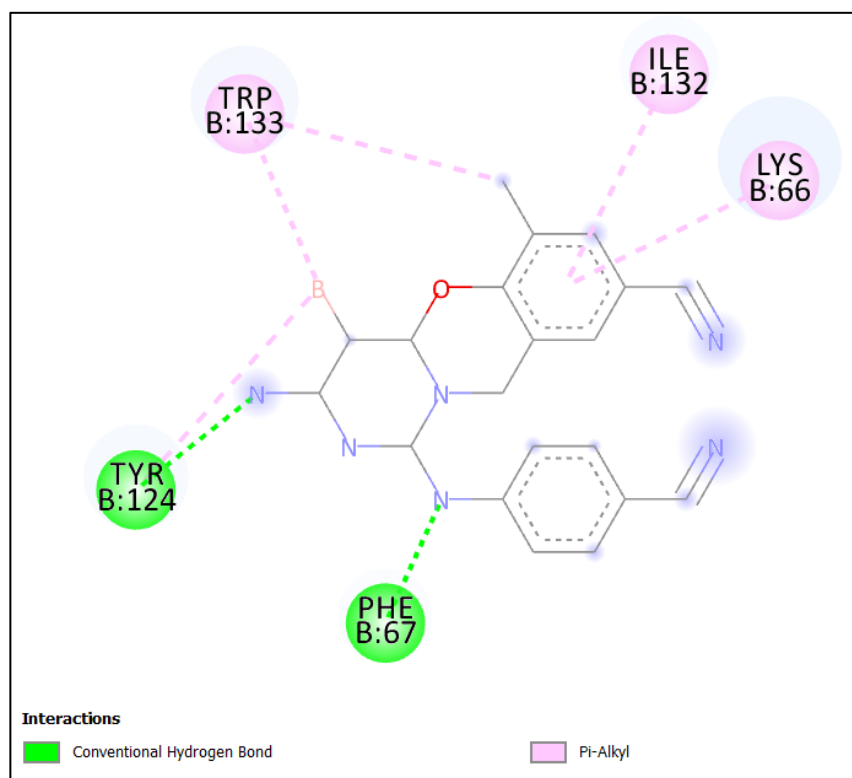 ILE
B:132
TRP
B:133
LYS
B:66
B
O
N
N
N
N
N
TYR
B:124
N
PHE
B:67
Interactions
Conventional Hydrogen Bond
Pi-Alkyl